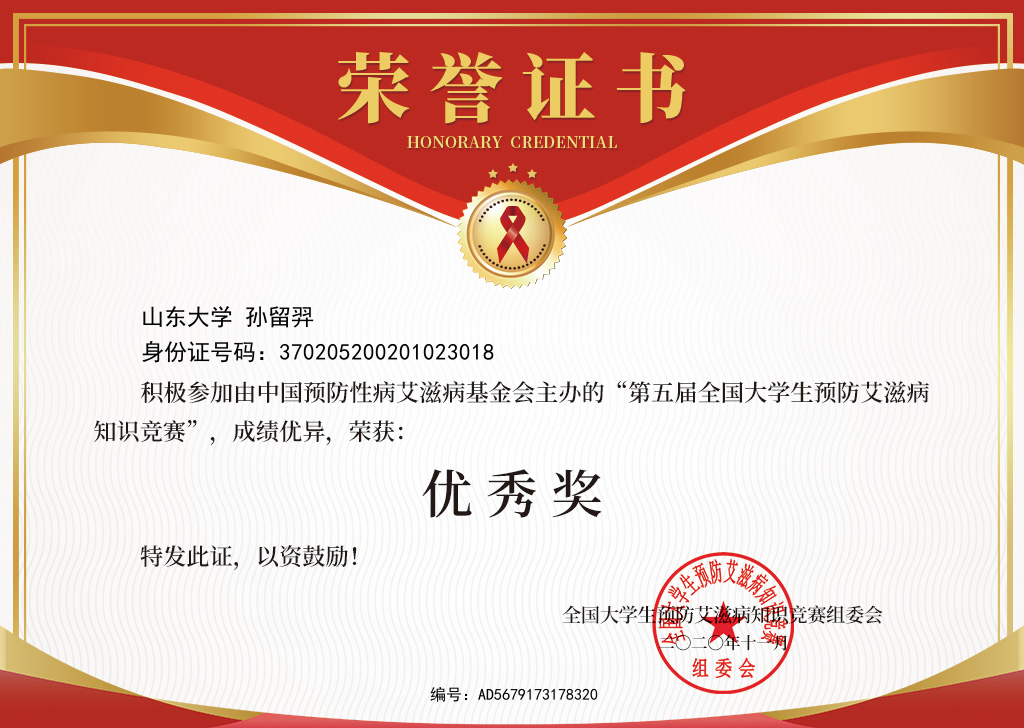 荣誉证书
HONORARY CREDENTIAL
山东大学 孙留羿
身份证号码：370205200201023018
积极参加由中国预防性病艾滋病基金会主办的“第五届全国大学生预防艾滋病
知识竞赛”，成绩优异，荣获：
优秀奖
特发此证，以资鼓励！
全国大学生预防艾滋病知识竞赛
全国大学生预防艾滋病知识竞赛组委会
二〇二〇年十一月
组委会
编号：AD5679173178320